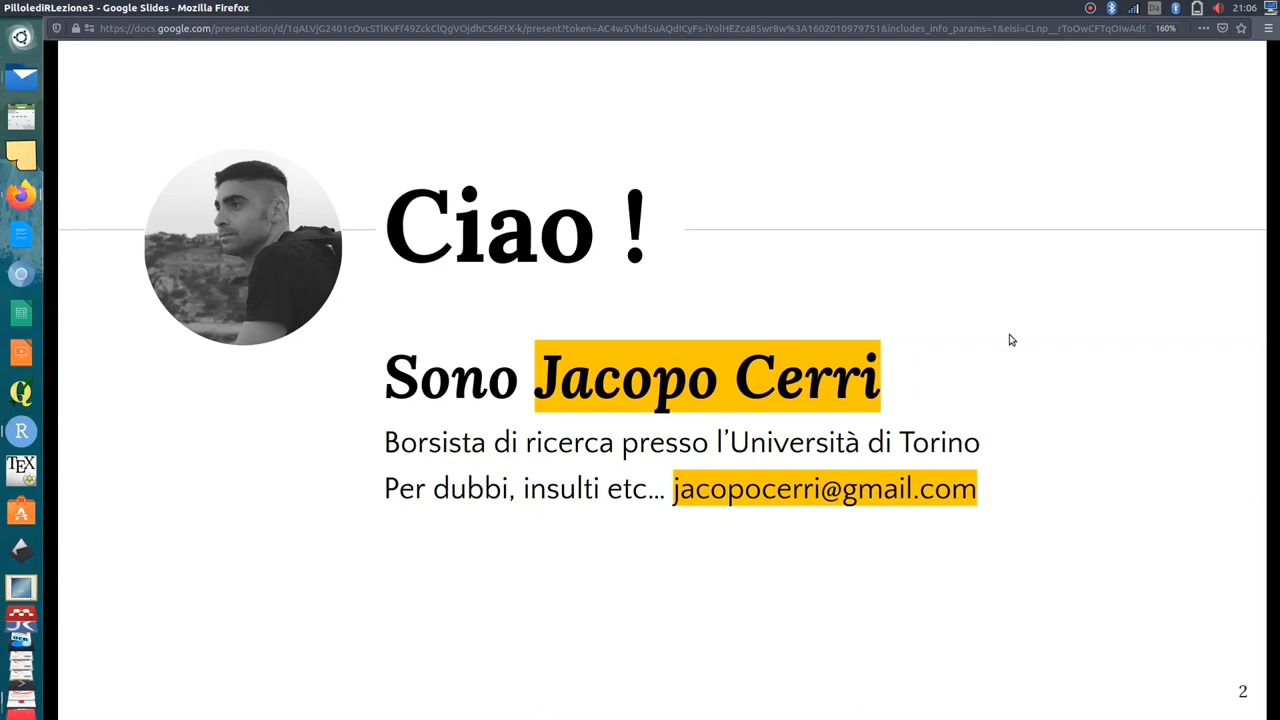 PillolediRLezione3 - Google Slides - Mozilla Firefox
21:06
160%
Ciao !
Sono Jacopo Cerri
Borsista di ricerca presso l’Università di Torino
Per dubbi, insulti etc... jacopocerri@gmail.com
2